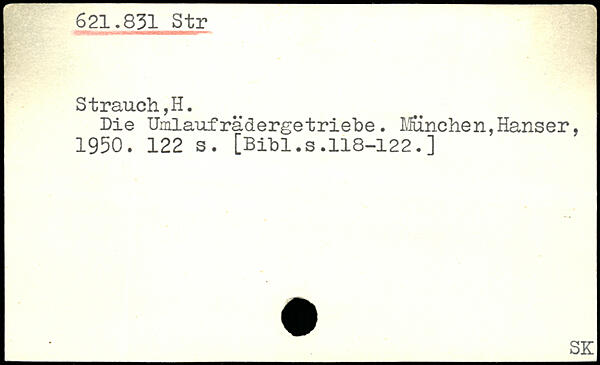 621.831 Str
Strauch,H.
Die Umlaufrädergetriebe. München,Hanser,
1950. 122 s. [Bibl.s.118-122.]
SK